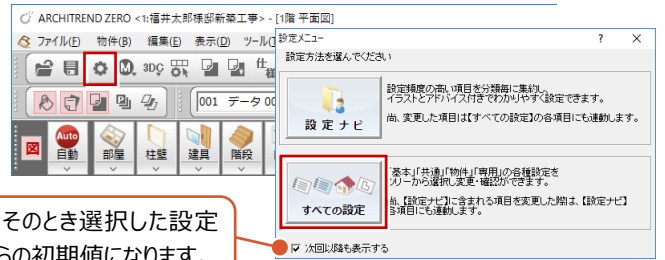 ARCHITREND ZERO <1:福井太郎様邸新築工事> - [1階 平面図]
ファイル(F) 物件(B) 編集(E) 表示(D) ツール(
3DCG
001 データ 00
図 Auto 自動 部屋 柱壁 建具 階段
そのとき選択した設定
らの初期値になります。
設定メニュー ? ×
設定方法を選んでください
設定ナビ
設定頻度の高い項目を分類毎に集約し、
イラストとアドバイス付きでわかりやすく設定できます。
尚、変更した項目は【すべての設定】の各項目にも連動します。
すべての設定
「基本」「共通」「物件」「専用」の各種設定を
ツリーから選択し変更・確認ができます。
尚、【設定ナビ】に含まれる項目を変更した際は、【設定ナビ】
各項目にも連動します。
次回以降も表示する